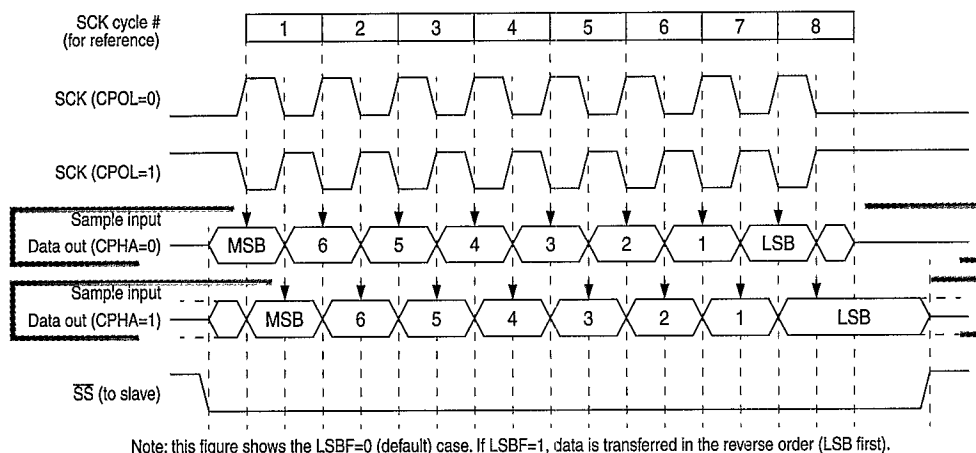 SCK cycle #
(for reference)
1 2 3 4 5 6 7 8
SCK (CPOL=0)
SCK (CPOL=1)
Sample input
Data out (CPHA=0)
MSB 6 5 4 3 2 1 LSB
Sample input
Data out (CPHA=1)
MSB 6 5 4 3 2 1 LSB
SS (to slave)
Note: this figure shows the LSBF=0 (default) case. If LSBF=1, data is transferred in the reverse order (LSB first).